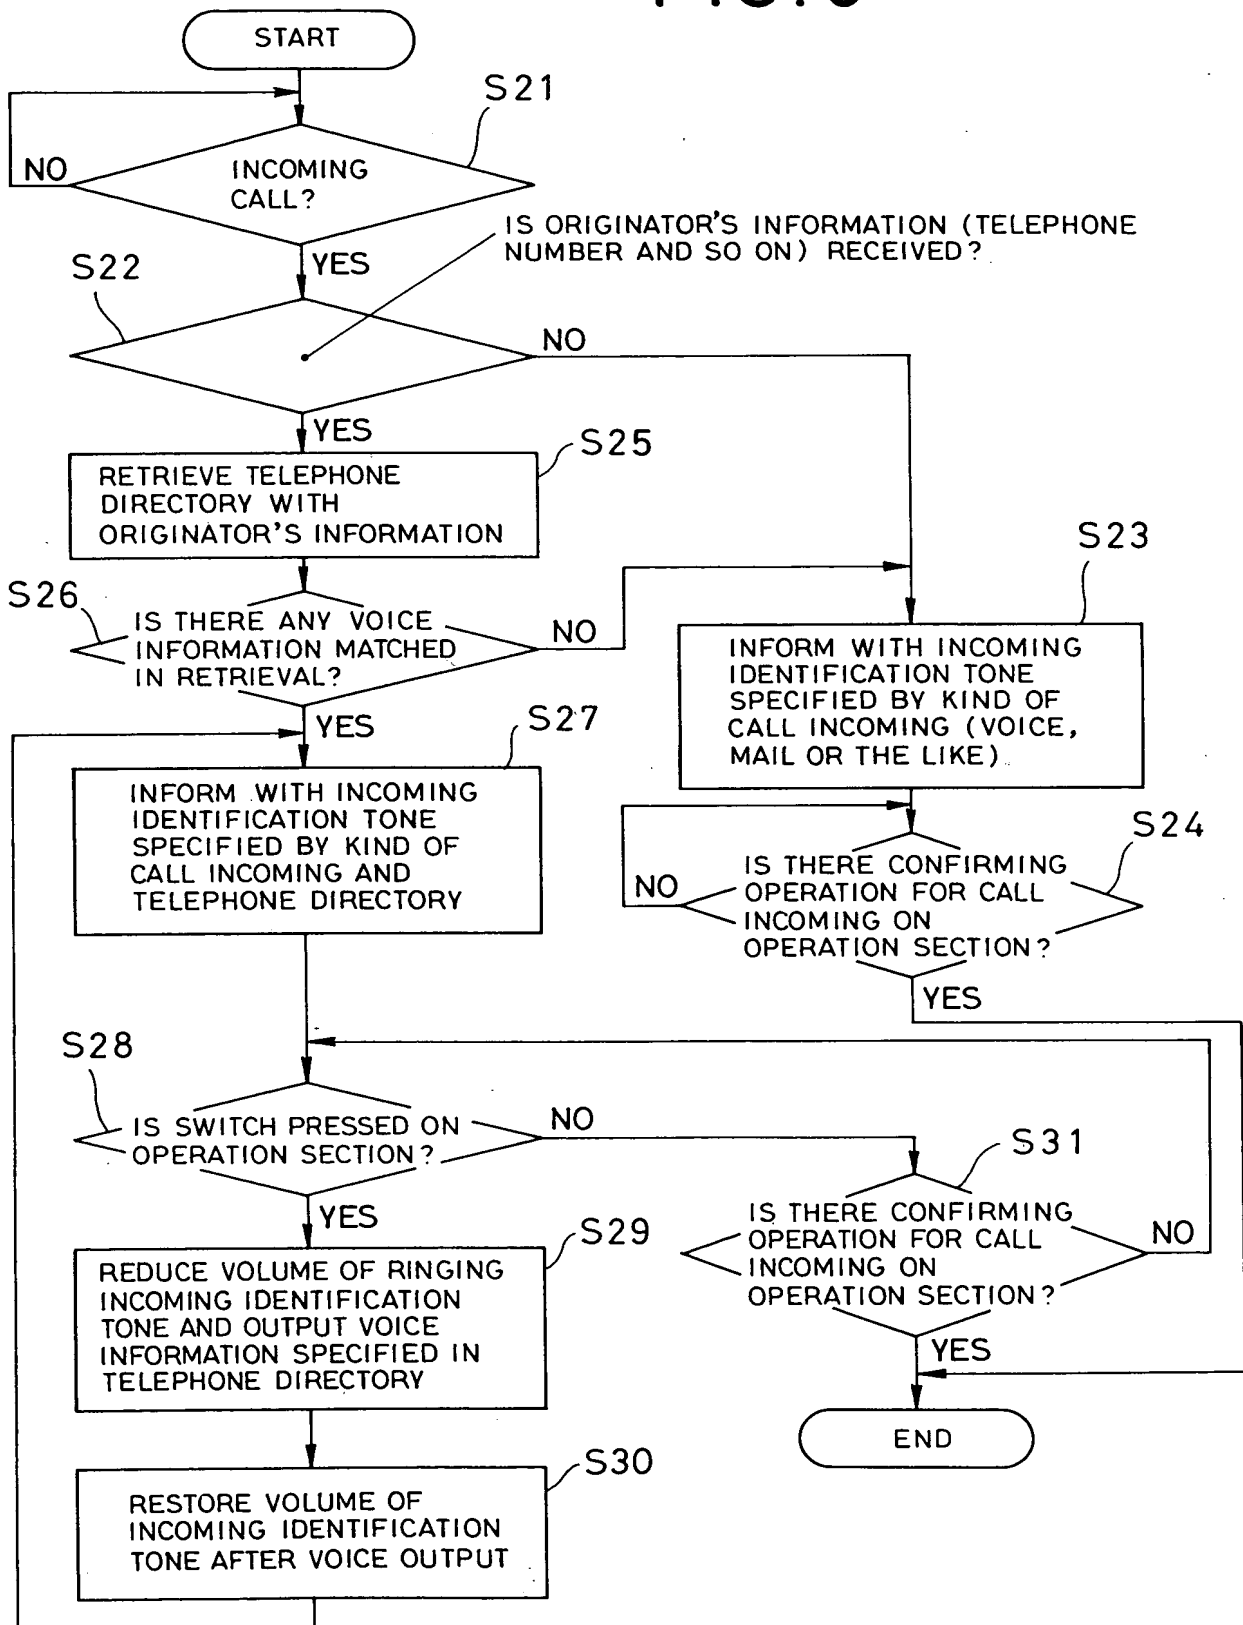 START
S21
NO
INCOMING
CALL?
IS ORIGINATOR'S INFORMATION (TELEPHONE
NUMBER AND SO ON) RECEIVED?
YES
S22
NO
YES
S25
RETRIEVE TELEPHONE
DIRECTORY WITH
ORIGINATOR'S INFORMATION
S23
S26
IS THERE ANY VOICE
INFORMATION MATCHED
IN RETRIEVAL?
NO
INFORM WITH INCOMING
IDENTIFICATION TONE
SPECIFIED BY KIND OF
CALL INCOMING (VOICE,
MAIL OR THE LIKE)
YES
S27
INFORM WITH INCOMING
IDENTIFICATION TONE
SPECIFIED BY KIND OF
CALL INCOMING AND
TELEPHONE DIRECTORY
S24
IS THERE CONFIRMING
OPERATION FOR CALL
INCOMING ON
OPERATION SECTION?
NO
YES
S28
IS SWITCH PRESSED ON
OPERATION SECTION?
NO
S31
YES
IS THERE CONFIRMING
OPERATION FOR CALL
INCOMING ON
OPERATION SECTION?
NO
S29
REDUCE VOLUME OF RINGING
INCOMING IDENTIFICATION
TONE AND OUTPUT VOICE
INFORMATION SPECIFIED IN
TELEPHONE DIRECTORY
YES
END
S30
RESTORE VOLUME OF
INCOMING IDENTIFICATION
TONE AFTER VOICE OUTPUT